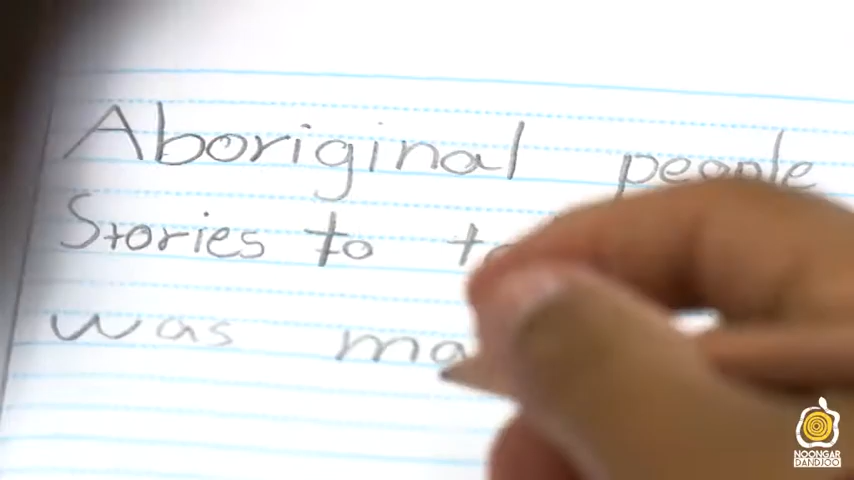 Aboriginal people
Stories to
was
NOONGAR
DANDJOO